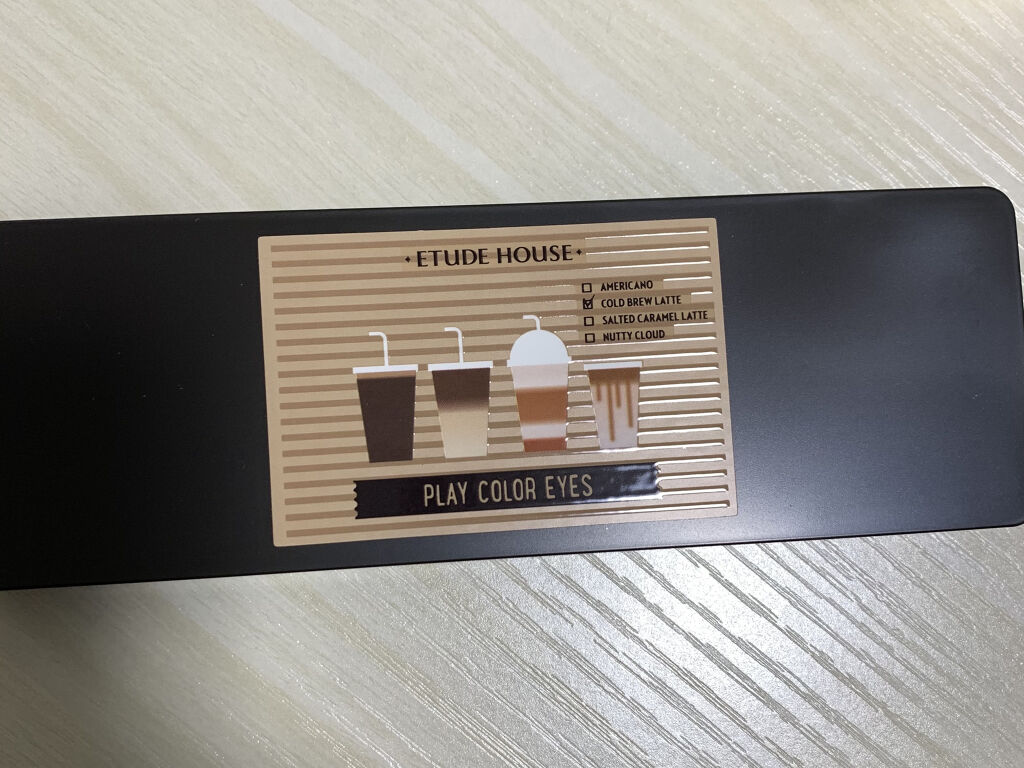 ETUDE HOUSE
AMERICANO
COLD BREW LATTE
SALTED CARAMEL LATTE
NUTTY CLOUD
PLAY COLOR EYES